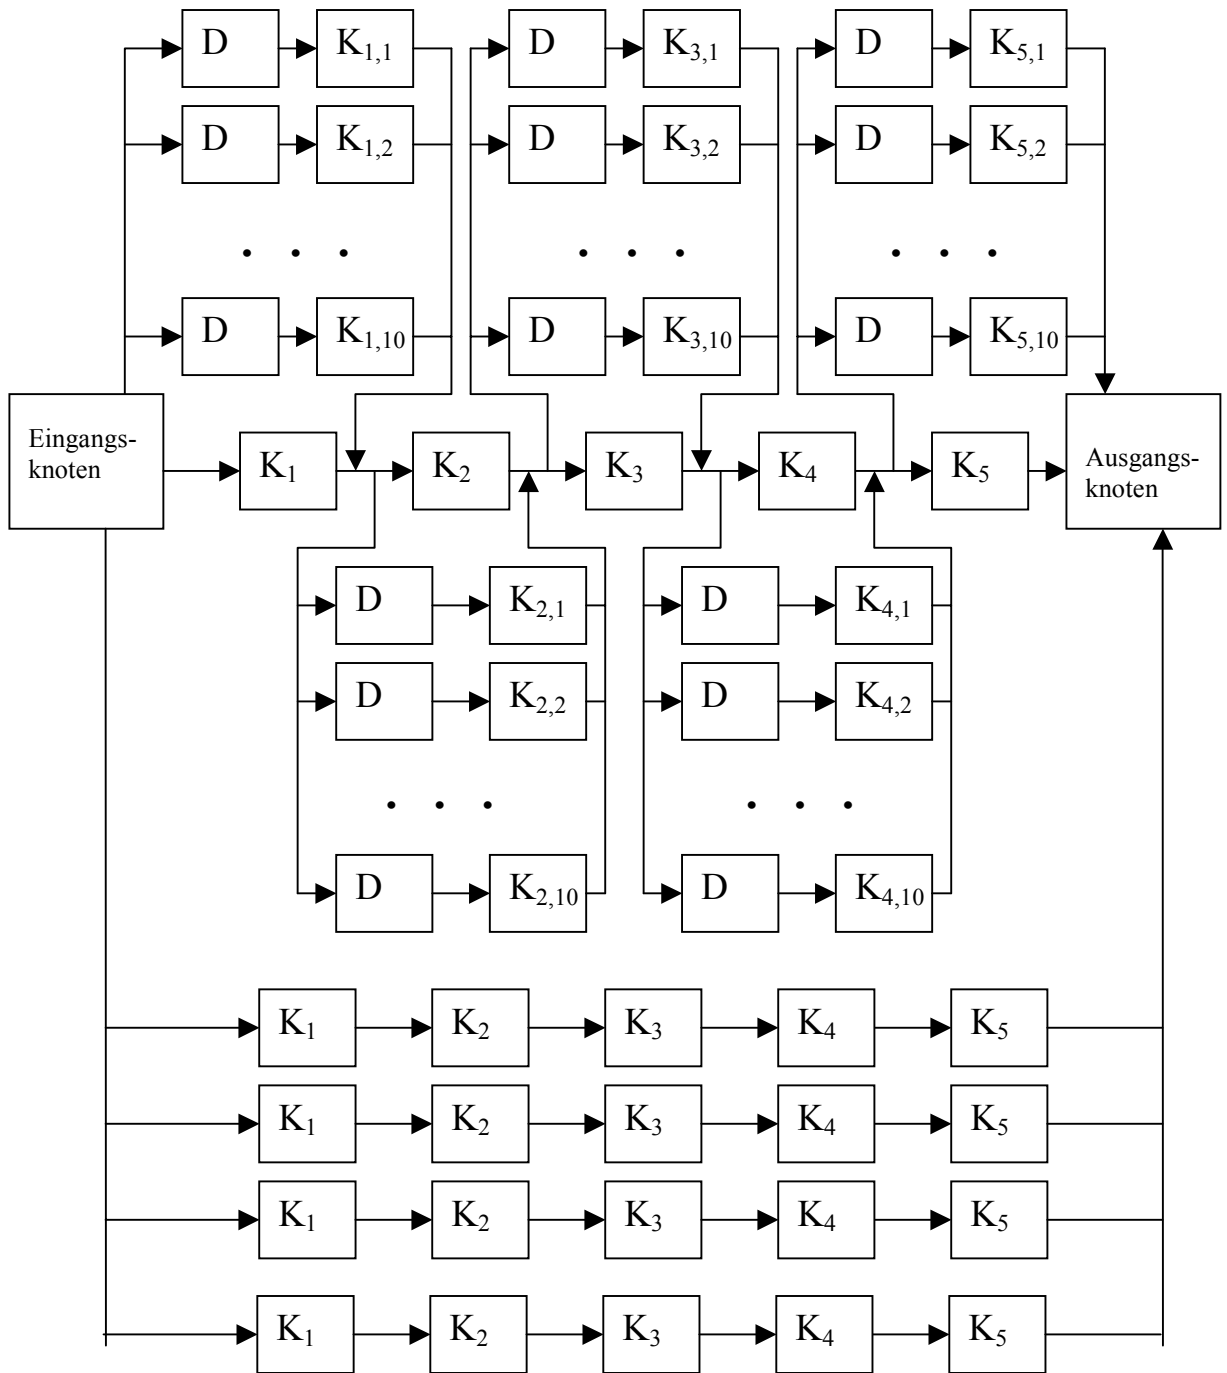 D K1,1 D K3,1 D K5,1
D K1,2 D K3,2 D K5,2
. . . . . . . . .
D K1,10 D K3,10 D K5,10
Eingangs-
knoten
K1 K2 K3 K4 K5
Ausgangs-
knoten
D K2,1 D K4,1
D K2,2 D K4,2
. . . . . .
D K2,10 D K4,10
K1 K2 K3 K4 K5
K1 K2 K3 K4 K5
K1 K2 K3 K4 K5
K1 K2 K3 K4 K5